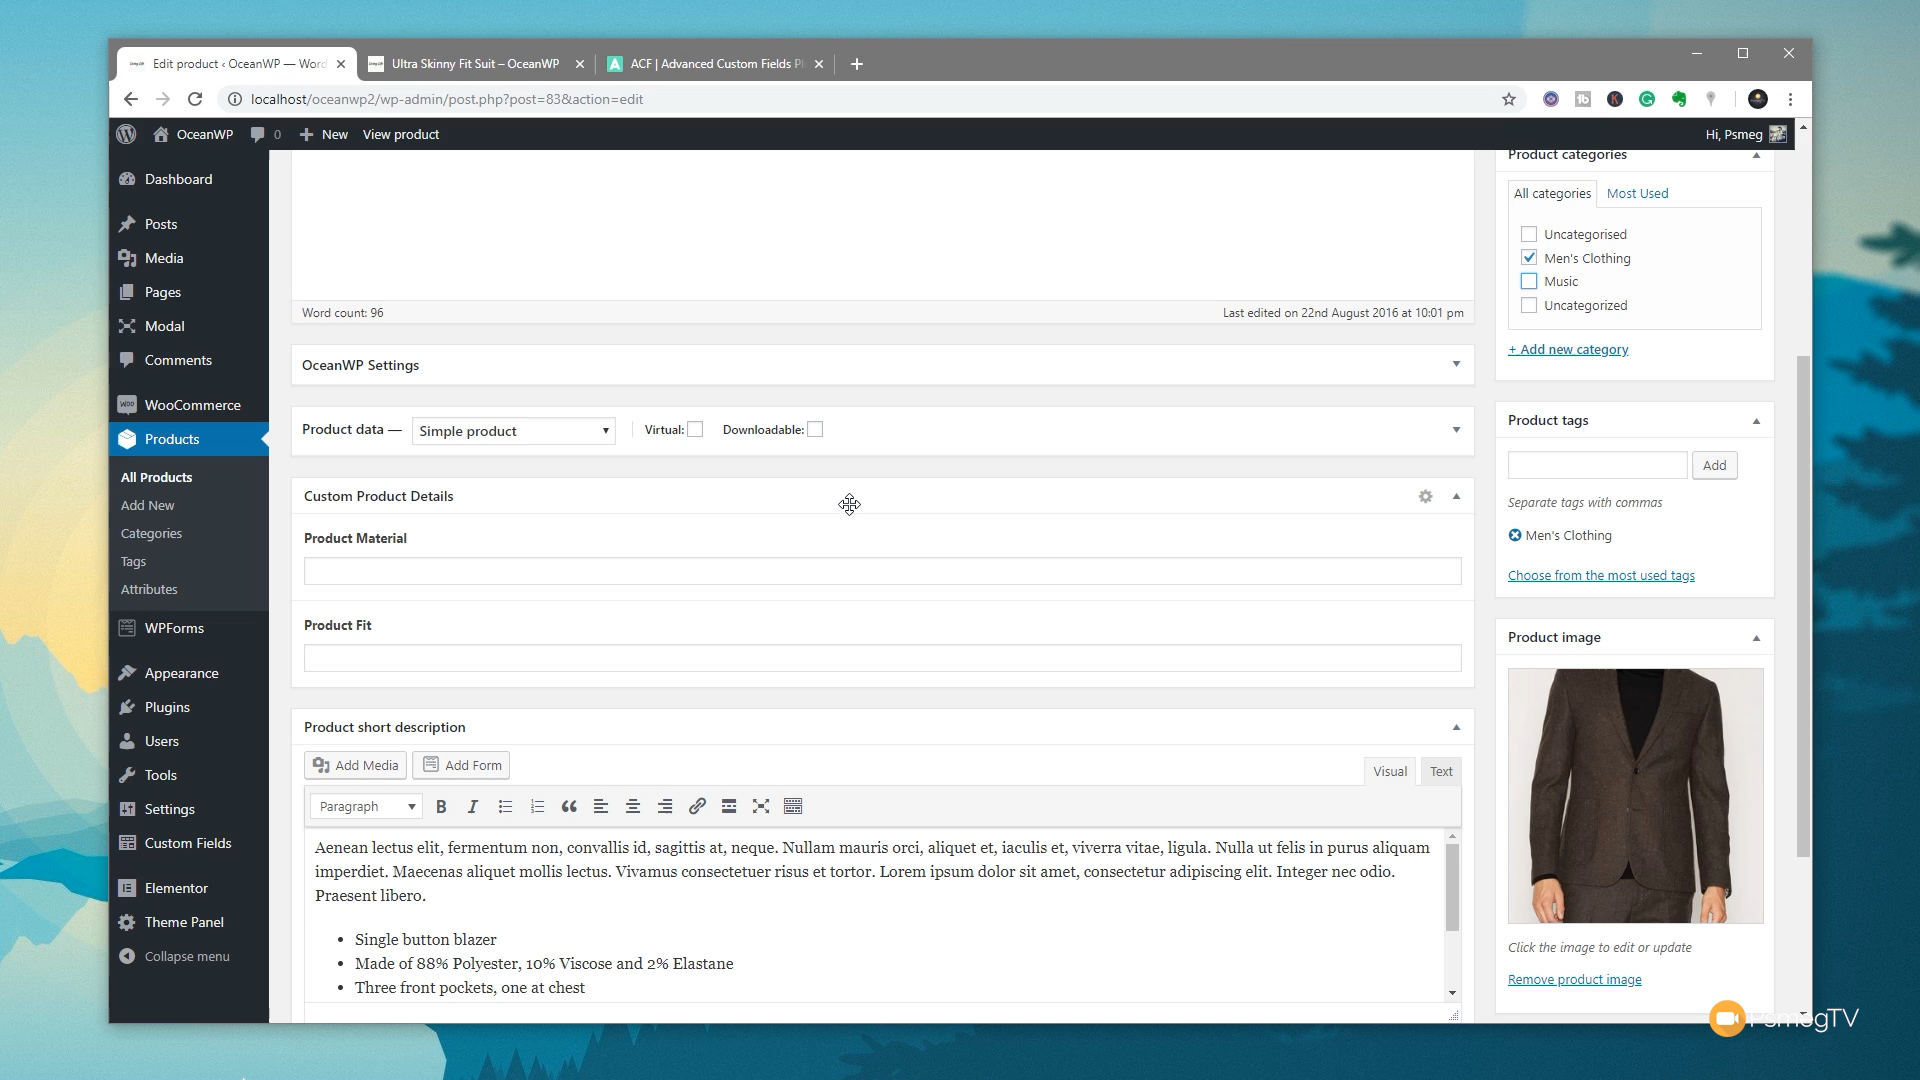 Edit product ‹ OceanWP — Word
Ultra Skinny Fit Suit – OceanWP
ACF | Advanced Custom Fields Pl
localhost/oceanwp2/wp-admin/post.php?post=83&action=edit
OceanWP
0
New
View product
Hi, Psmeg
Dashboard
Posts
Media
Pages
Modal
Comments
WooCommerce
Products
All Products
Add New
Categories
Tags
Attributes
WPForms
Appearance
Plugins
Users
Tools
Settings
Custom Fields
Elementor
Theme Panel
Collapse menu
Word count: 96
Last edited on 22nd August 2016 at 10:01 pm
OceanWP Settings
Product data —
Simple product
Virtual:
Downloadable:
Custom Product Details
Product Material
Product Fit
Product short description
Add Media
Add Form
Visual
Text
Paragraph
B
I
Aenean lectus elit, fermentum non, convallis id, sagittis at, neque. Nullam mauris orci, aliquet et, iaculis et, viverra vitae, ligula. Nulla ut felis in purus aliquam
imperdiet. Maecenas aliquet mollis lectus. Vivamus consectetuer risus et tortor. Lorem ipsum dolor sit amet, consectetur adipiscing elit. Integer nec odio.
Praesent libero.
• Single button blazer
• Made of 88% Polyester, 10% Viscose and 2% Elastane
• Three front pockets, one at chest
Product categories
All categories
Most Used
Uncategorised
Men's Clothing
Music
Uncategorized
+ Add new category
Product tags
Add
Separate tags with commas
Men's Clothing
Choose from the most used tags
Product image
Click the image to edit or update
Remove product image
PsmegTV